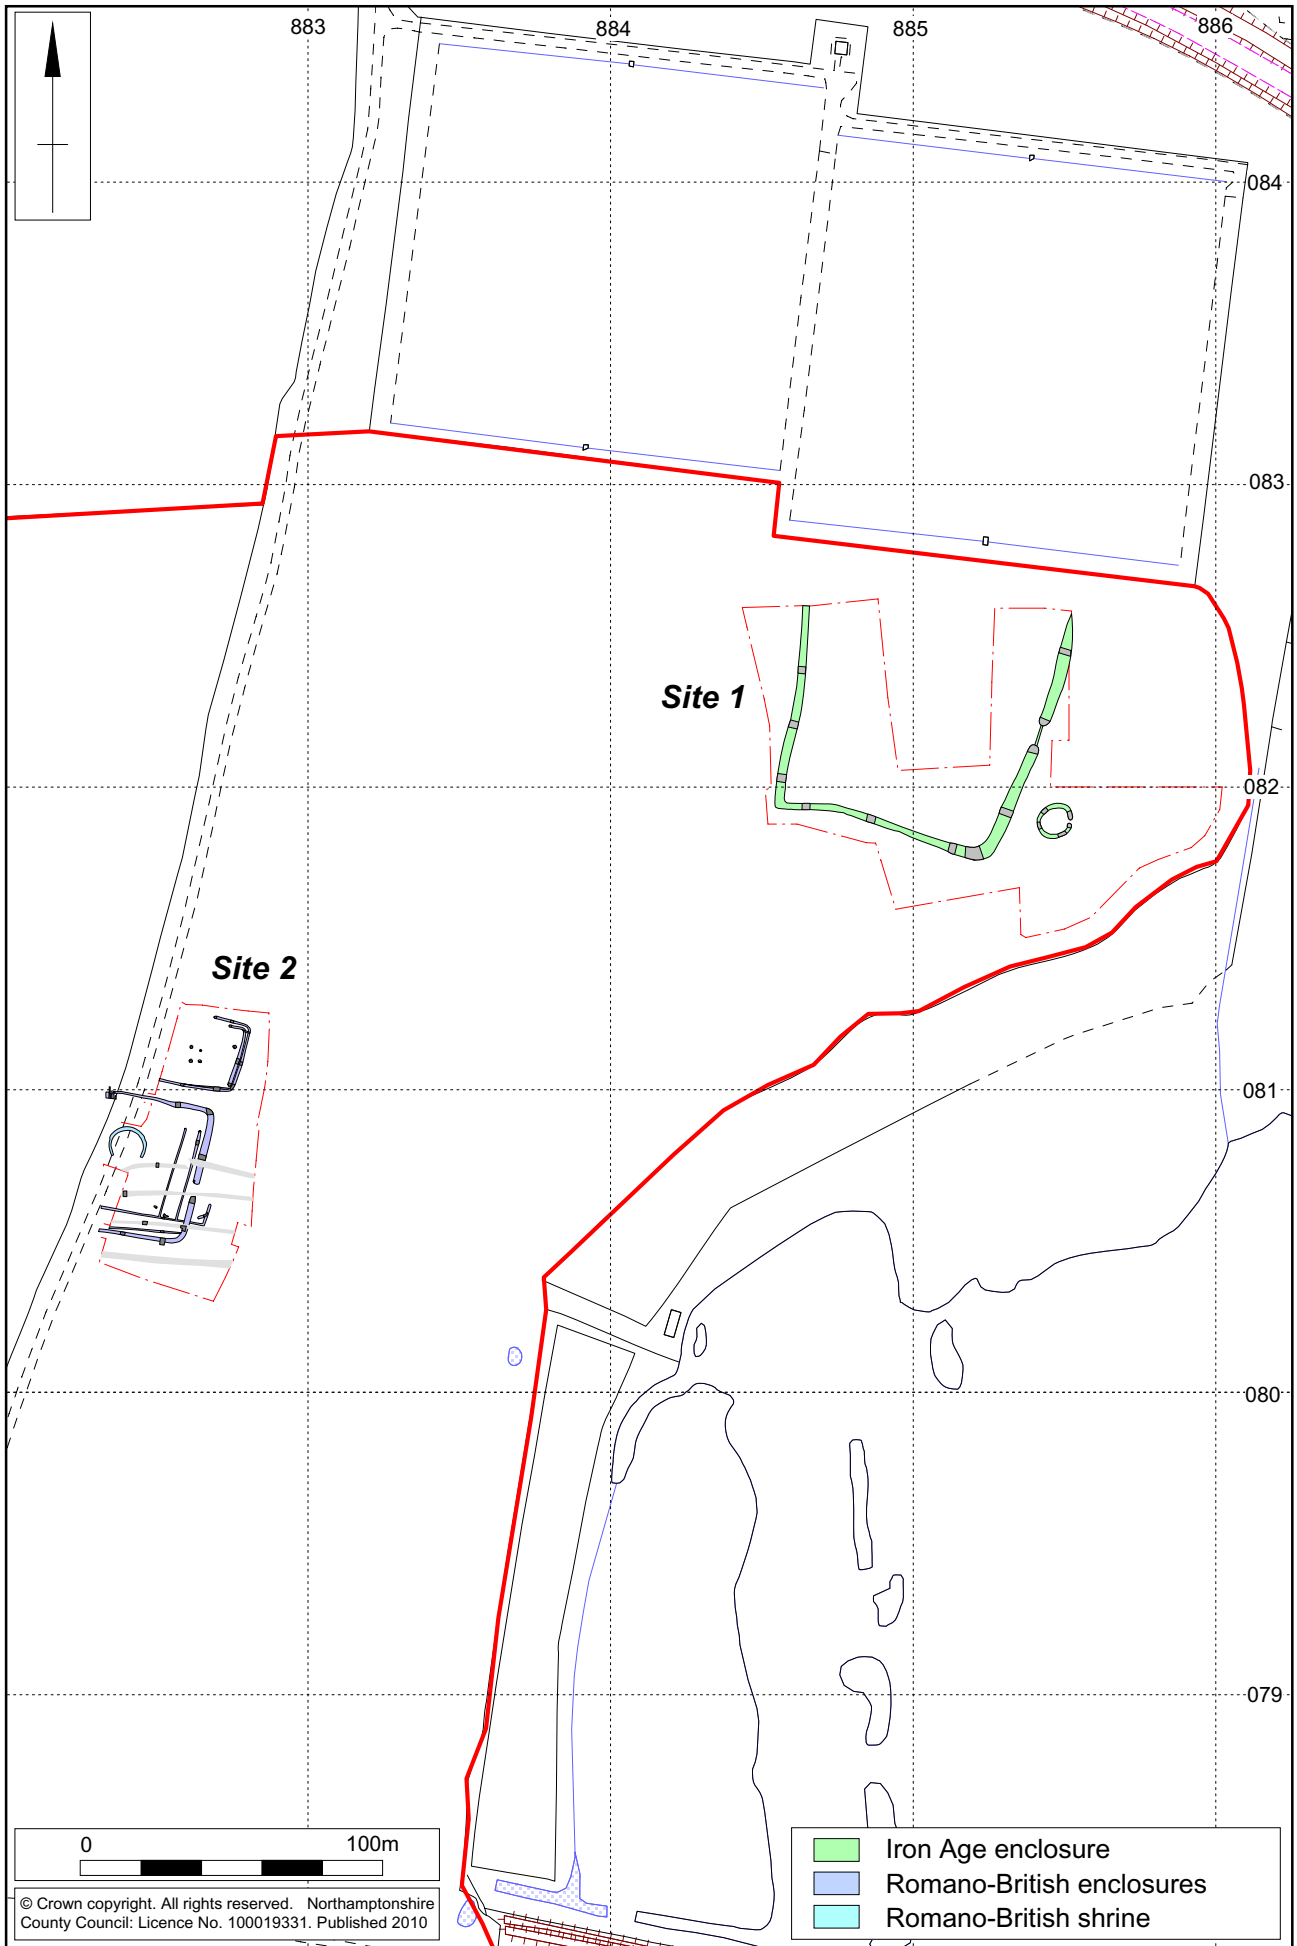 883 884 885 886
084
083
Site 1
082
Site 2
081
080
079
0 100m
© Crown copyright. All rights reserved. Northamptonshire
County Council: Licence No. 100019331. Published 2010
Iron Age enclosure
Romano-British enclosures
Romano-British shrine